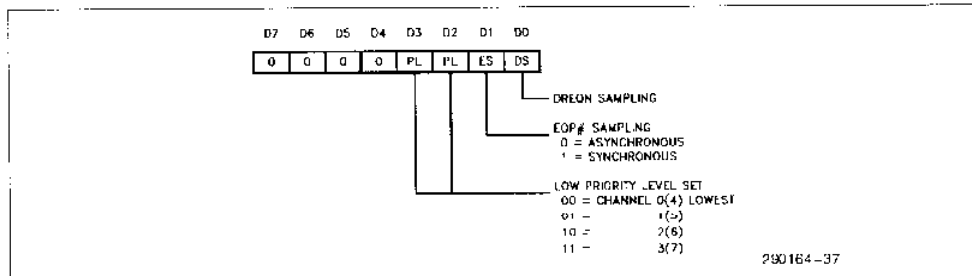 D7 D6 D5 D4 D3 D2 D1 D0
0 0 0 0 PL PL ES DS
DREQN SAMPLING
EOP# SAMPLING
0 = ASYNCHRONOUS
1 = SYNCHRONOUS
LOW PRIORITY LEVEL SET
00 = CHANNEL 0(4) LOWEST
01 = 1(5)
10 = 2(6)
11 = 3(7)
290164-37